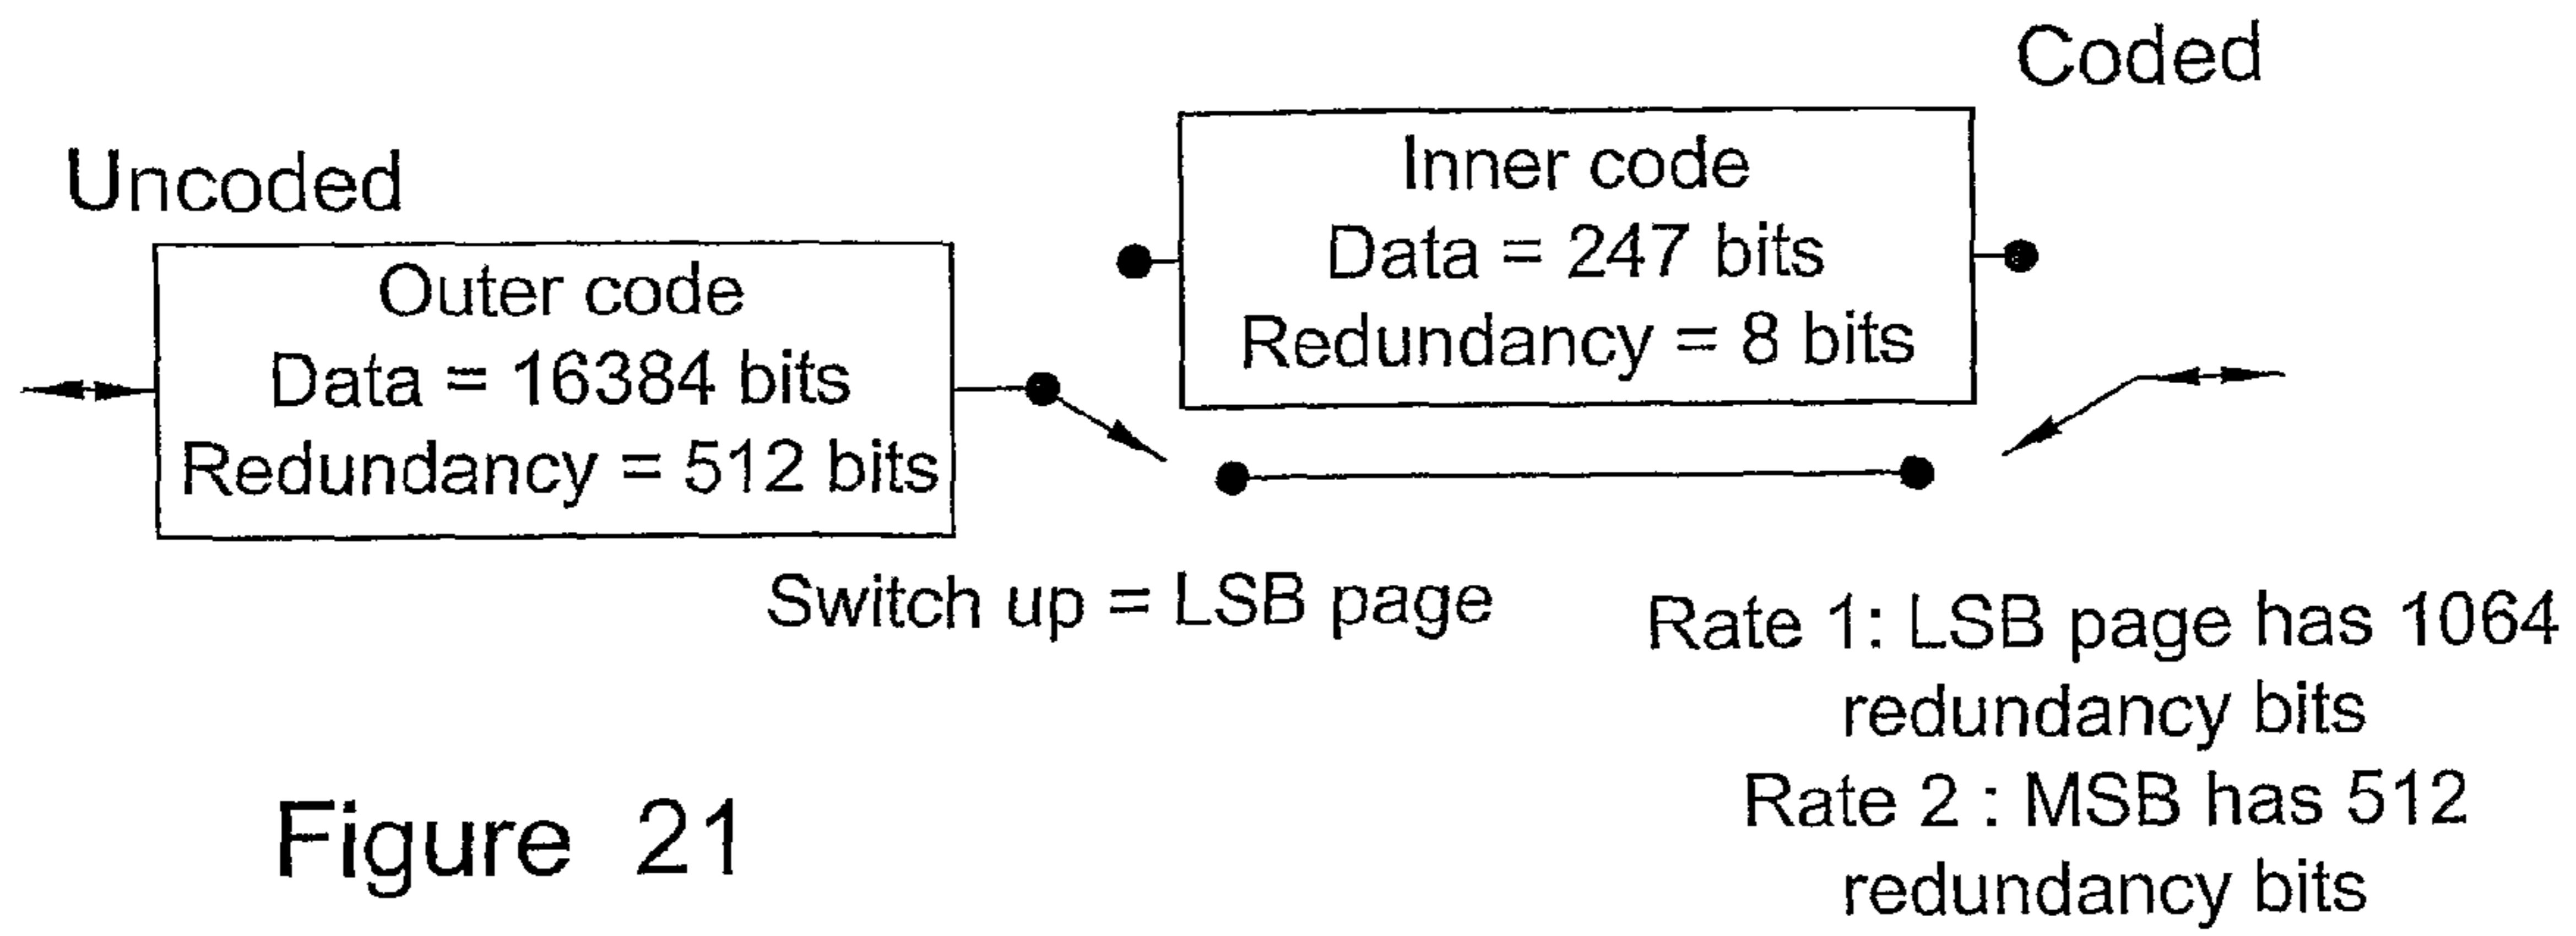 Uncoded
Outer code
Data = 16384 bits
Redundancy = 512 bits
Coded
Inner code
Data = 247 bits
Redundancy = 8 bits
Switch up = LSB page
Rate 1: LSB page has 1064
redundancy bits
Rate 2 : MSB has 512
redundancy bits
Figure 21